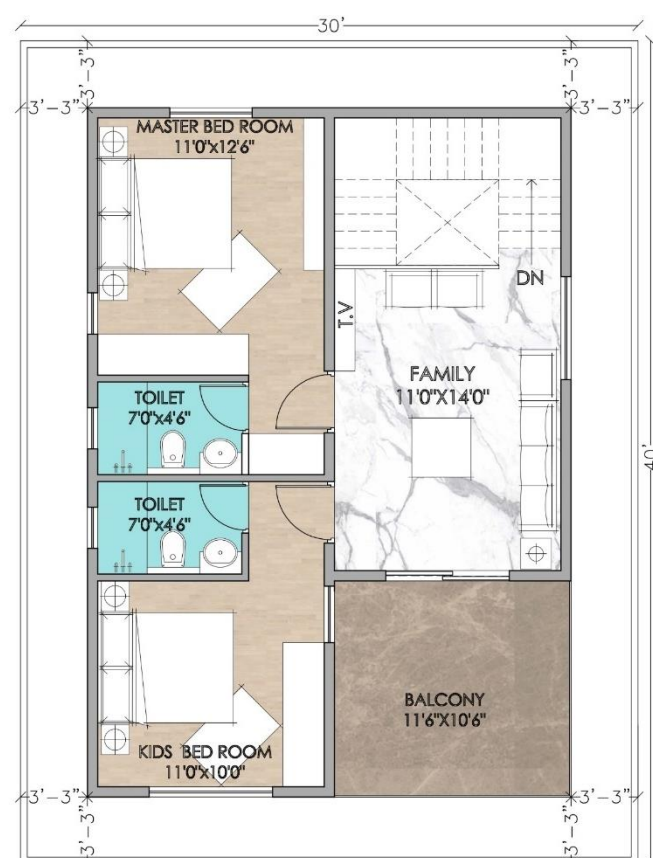 30'
3'-3"
3'-3"
3'-3"
3'-3"
MASTER BED ROOM
11'0"x12'6"
DN
T.V
FAMILY
11'0"X14'0"
TOILET
7'0"x4'6"
40'
TOILET
7'0"x4'6"
BALCONY
11'6"X10'6"
KIDS BED ROOM
11'0"x10'0"
3'-3"
3'-3"
3'-3"
3'-3"